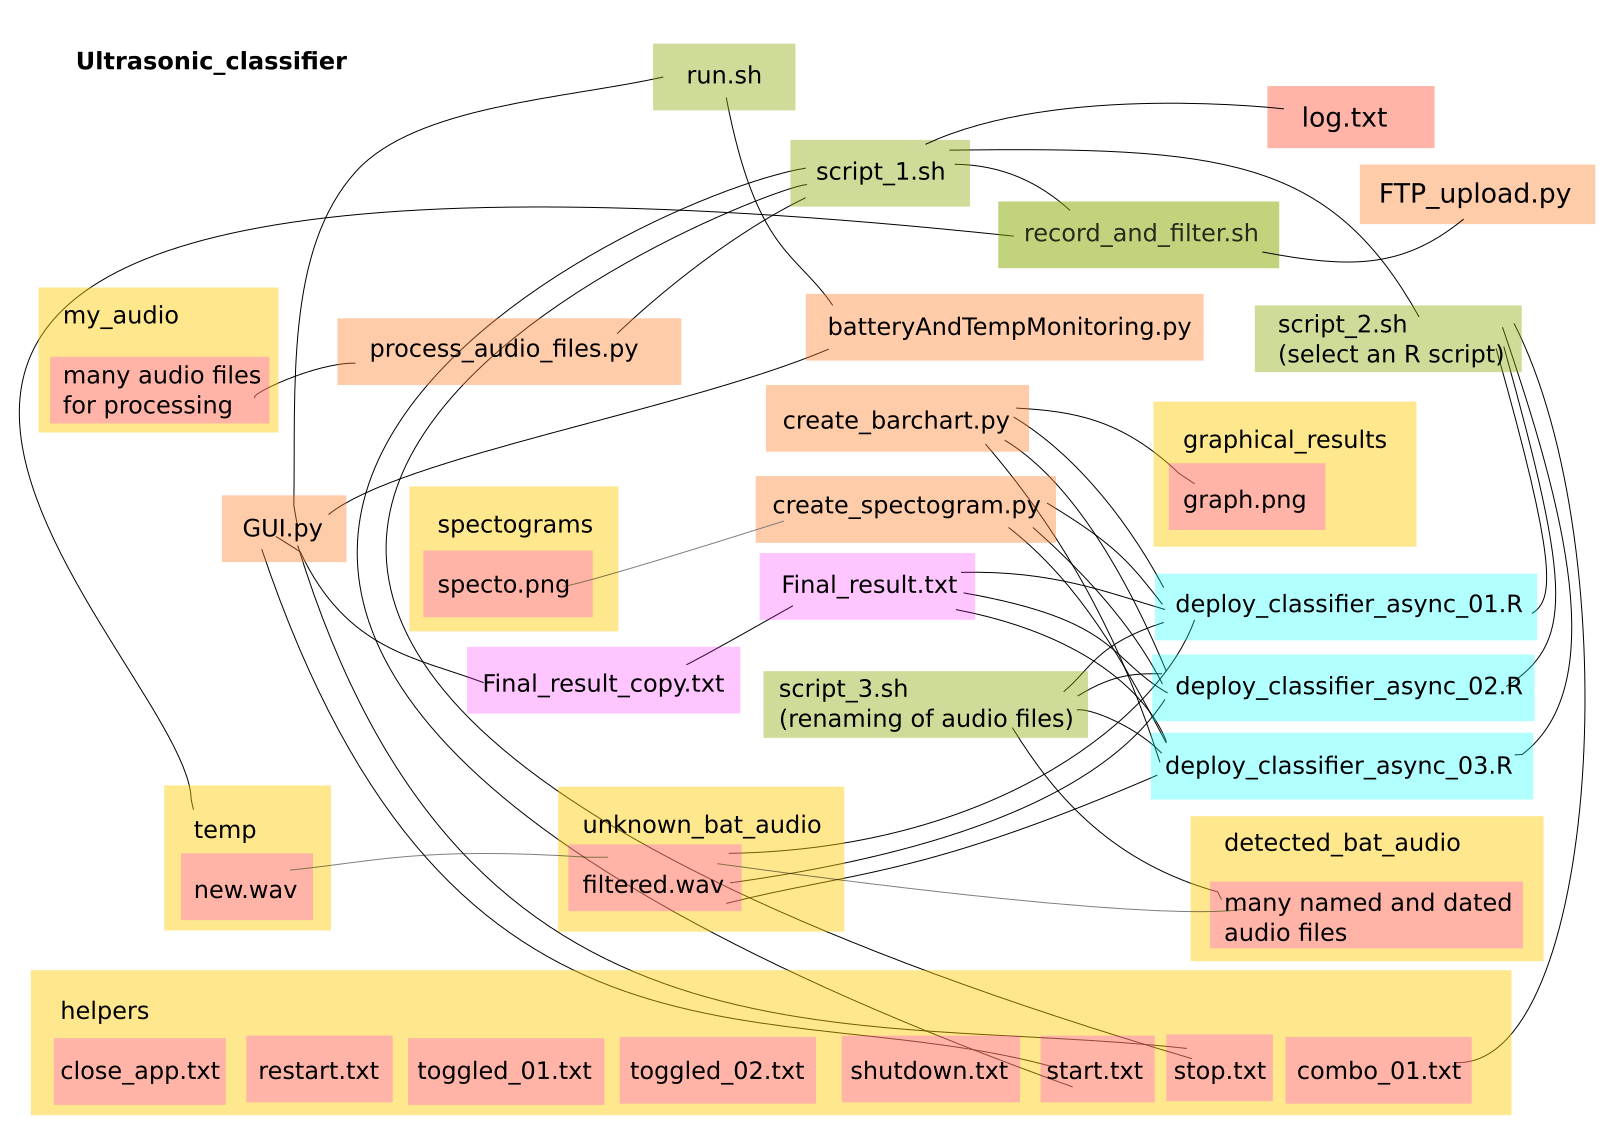 Ultrasonic_classifier
run.sh
log.txt
script_1.sh
FTP_upload.py
record_and_filter.sh
my_audio
many audio files
for processing
process_audio_files.py
batteryAndTempMonitoring.py
script_2.sh
(select an R script)
create_barchart.py
graphical_results
graph.png
GUI.py
spectograms
specto.png
create_spectogram.py
Final_result.txt
deploy_classifier_async_01.R
Final_result_copy.txt
script_3.sh
(renaming of audio files)
deploy_classifier_async_02.R
deploy_classifier_async_03.R
temp
new.wav
unknown_bat_audio
filtered.wav
detected_bat_audio
many named and dated
audio files
helpers
close_app.txt
restart.txt
toggled_01.txt
toggled_02.txt
shutdown.txt
start.txt
stop.txt
combo_01.txt